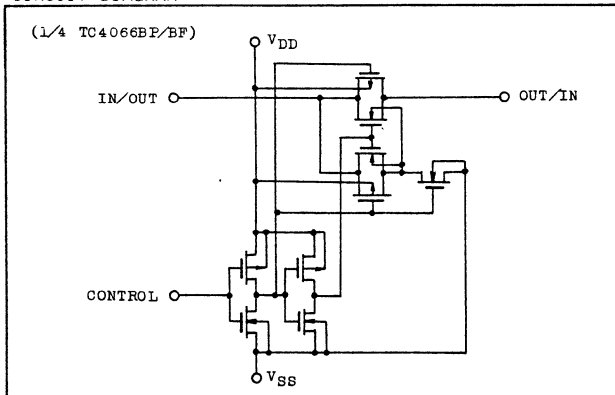 (1/4 TC4066BP/BF)
VDD
IN/OUT
OUT/IN
CONTROL
VSS